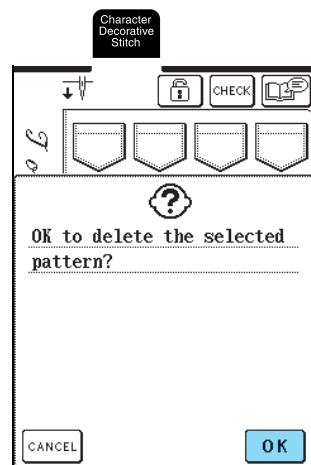 Character
Decorative
Stitch
CHECK
OK to delete the selected
pattern?
CANCEL
OK